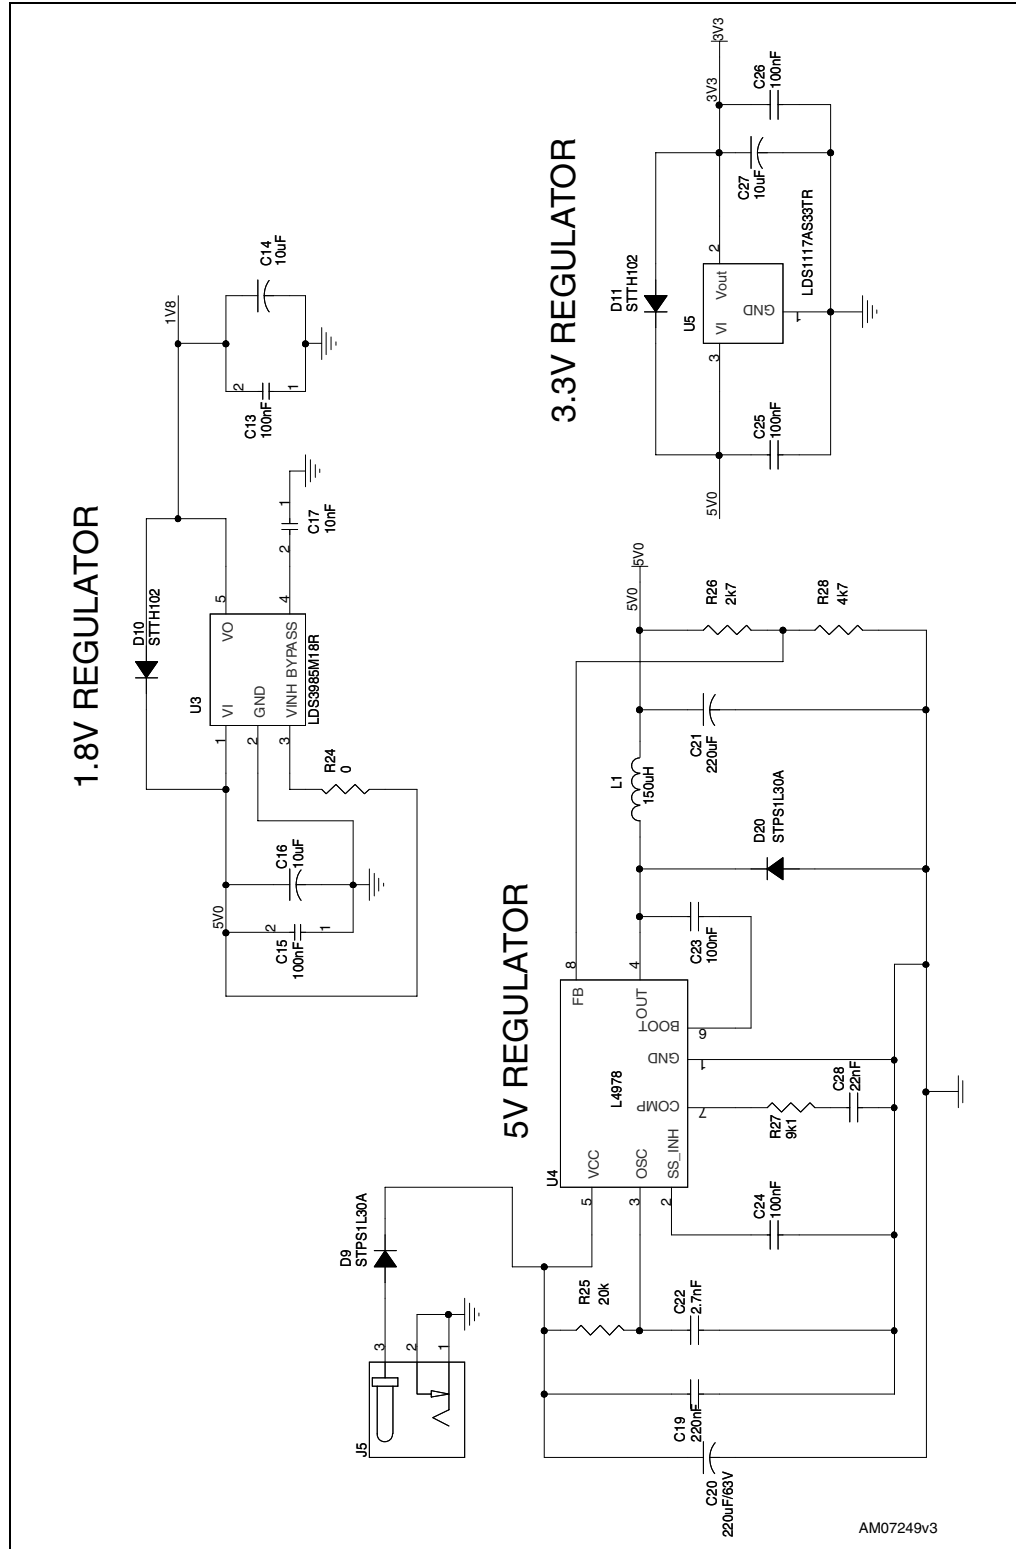 1.8V REGULATOR
D10
STTH102
U3
VI
VO
GND
VINH
BYPASS
LDS3985M18R
1
2
3
5
4
5V0
C15
100nF
2
1
C16
10uF
R24
0
C17
10nF
2
1
1V8
C13
100nF
2
1
C14
10uF
3.3V REGULATOR
D11
STTH102
U5
VI
Vout
GND
3
2
1
LDS1117AS33TR
5V0
C25
100nF
C27
10uF
C26
100nF
3V3
3V3
5V REGULATOR
J5
3
2
1
D9
STPS1L30A
U4
VCC
OSC
SS_INH
COMP
GND
BOOT
OUT
FB
L4978
5
3
2
7
1
6
4
8
R25
20k
C22
2.7nF
C19
220nF
C20
220uF/63V
C24
100nF
R27
9k1
C28
22nF
C23
100nF
D20
STPS1L30A
L1
150uH
C21
220uF
R26
2k7
R28
4k7
5V0
5V0
AM07249v3